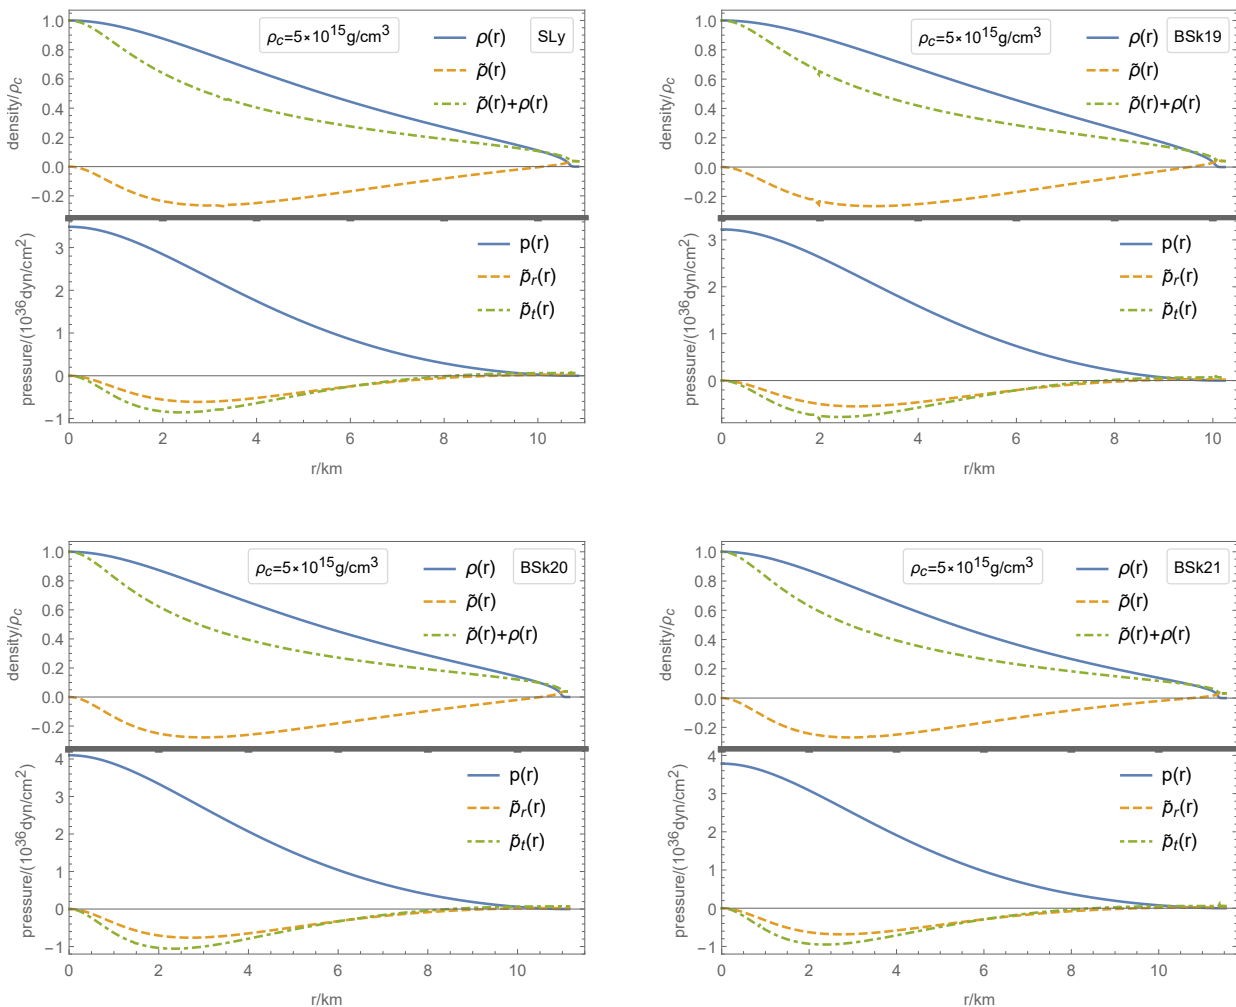 ρc=5×10^15g/cm^3
SLy
ρ(r)
ρ̃(r)
ρ̃(r)+ρ(r)
density/ρc
1.0
0.8
0.6
0.4
0.2
0.0
−0.2
p(r)
p̃r(r)
p̃t(r)
pressure/(10^36dyn/cm^2)
3
2
1
0
−1
0 2 4 6 8 10
r/km
ρc=5×10^15g/cm^3
BSk19
ρ(r)
ρ̃(r)
ρ̃(r)+ρ(r)
density/ρc
1.0
0.8
0.6
0.4
0.2
0.0
−0.2
p(r)
p̃r(r)
p̃t(r)
pressure/(10^36dyn/cm^2)
3
2
1
0
0 2 4 6 8 10
r/km
ρc=5×10^15g/cm^3
BSk20
ρ(r)
ρ̃(r)
ρ̃(r)+ρ(r)
density/ρc
1.0
0.8
0.6
0.4
0.2
0.0
−0.2
p(r)
p̃r(r)
p̃t(r)
pressure/(10^36dyn/cm^2)
4
3
2
1
0
−1
0 2 4 6 8 10
r/km
ρc=5×10^15g/cm^3
BSk21
ρ(r)
ρ̃(r)
ρ̃(r)+ρ(r)
density/ρc
1.0
0.8
0.6
0.4
0.2
0.0
−0.2
p(r)
p̃r(r)
p̃t(r)
pressure/(10^36dyn/cm^2)
4
3
2
1
0
−1
0 2 4 6 8 10
r/km